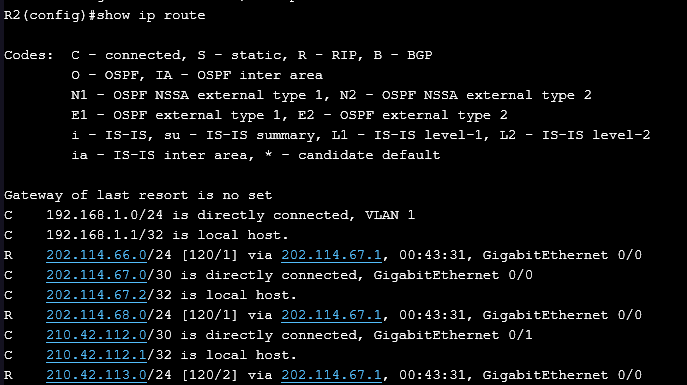 R2(config)#show ip route
Codes:  C - connected, S - static, R - RIP, B - BGP
        O - OSPF, IA - OSPF inter area
        N1 - OSPF NSSA external type 1, N2 - OSPF NSSA external type 2
        E1 - OSPF external type 1, E2 - OSPF external type 2
        i - IS-IS, su - IS-IS summary, L1 - IS-IS level-1, L2 - IS-IS level-2
        ia - IS-IS inter area, * - candidate default
Gateway of last resort is no set
C    192.168.1.0/24 is directly connected, VLAN 1
C    192.168.1.1/32 is local host.
R    202.114.66.0/24 [120/1] via 202.114.67.1, 00:43:31, GigabitEthernet 0/0
C    202.114.67.0/30 is directly connected, GigabitEthernet 0/0
C    202.114.67.2/32 is local host.
R    202.114.68.0/24 [120/1] via 202.114.67.1, 00:43:31, GigabitEthernet 0/0
C    210.42.112.0/30 is directly connected, GigabitEthernet 0/1
C    210.42.112.1/32 is local host.
R    210.42.113.0/24 [120/2] via 202.114.67.1, 00:43:31, GigabitEthernet 0/0